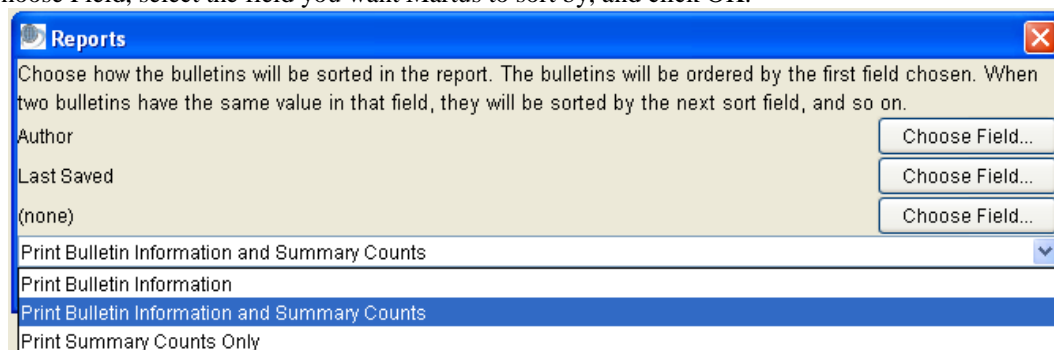 hoose Field, select the field you want Martus to sort by, and click OK.
Reports
Choose how the bulletins will be sorted in the report. The bulletins will be ordered by the first field chosen. When
two bulletins have the same value in that field, they will be sorted by the next sort field, and so on.
Author Choose Field...
Last Saved Choose Field...
(none) Choose Field...
Print Bulletin Information and Summary Counts
Print Bulletin Information
Print Bulletin Information and Summary Counts
Print Summary Counts Only